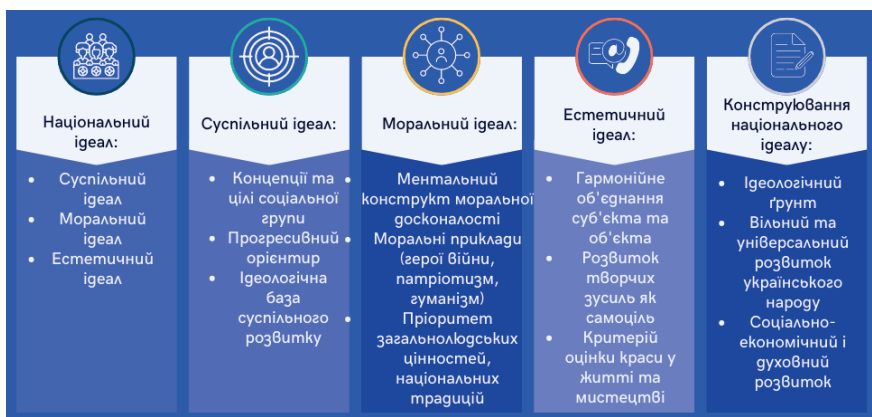 Національний
ідеал:
• Суспільний
ідеал
• Моральний
ідеал
• Естетичний
ідеал
Суспільний ідеал:
• Концепції та
цілі соціальної
групи
• Прогресивний
орієнтир
• Ідеологічна
база
суспільного
розвитку
Моральний ідеал:
• Ментальний
конструкт моральної
досконалості
• Моральні приклади
(герої війни,
патріотизм,
гуманізм)
• Пріоритет
загальнолюдських
цінностей,
національних
традицій
Естетичний
ідеал:
• Гармонійне
об'єднання
суб'єкта та
об'єкта
• Розвиток
творчих
зусиль як
самоціль
• Критерій
оцінки краси у
житті та
мистецтві
Конструювання
національного
ідеалу:
• Ідеологічний
ґрунт
• Вільний та
універсальний
розвиток
українського
народу
• Соціально-
економічний і
духовний
розвиток